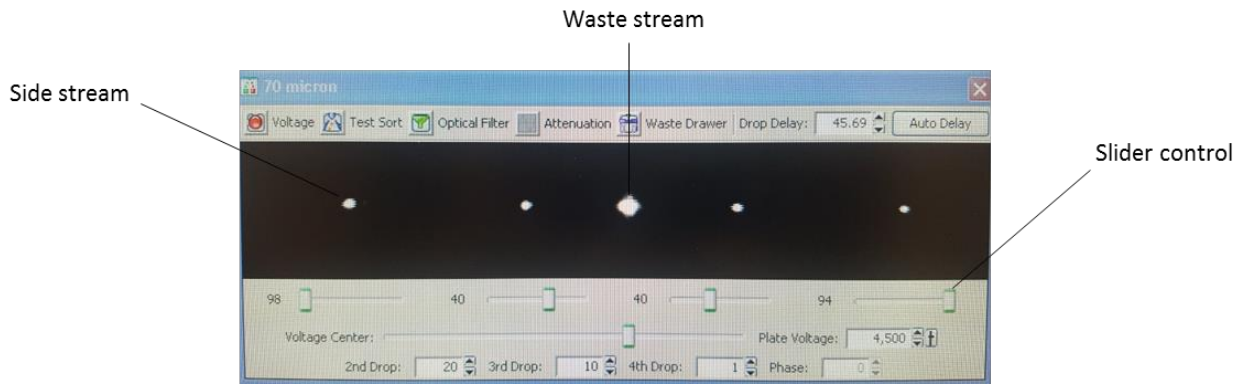 Waste stream
Side stream
70 micron
Voltage Test Sort Optical Filter Attenuation Waste Drawer Drop Delay: 45.69 Auto Delay
Slider control
98 40 40 94
Voltage Center: Plate Voltage: 4,500
2nd Drop: 20 3rd Drop: 10 4th Drop: 1 Phase: 0